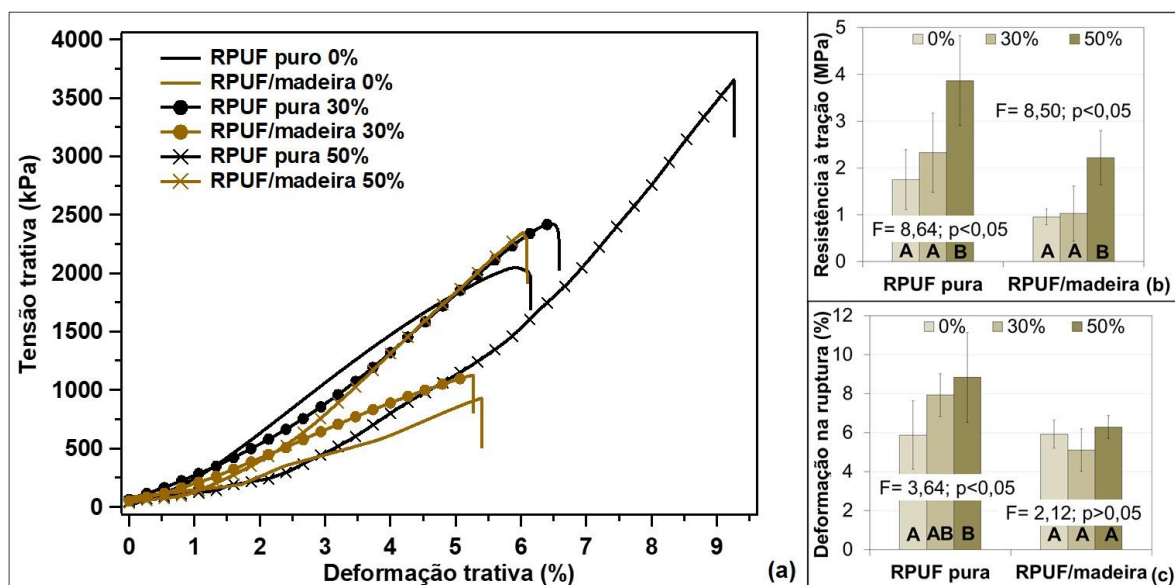 4000
3500
3000
2500
2000
1500
1000
500
0
Tensão trativa (kPa)
RPUF puro 0%
RPUF/madeira 0%
RPUF pura 30%
RPUF/madeira 30%
RPUF pura 50%
RPUF/madeira 50%
0 1 2 3 4 5 6 7 8 9
Deformação trativa (%)
(a)
Resistência à tração (MPa)
5
4
3
2
1
0
0% 30% 50%
F= 8,50; p<0,05
F= 8,64; p<0,05
A A B A A B
RPUF pura RPUF/madeira (b)
Deformação na ruptura (%)
12
10
8
6
4
2
0
0% 30% 50%
F= 3,64; p<0,05
F= 2,12; p>0,05
A AB B A A A
RPUF pura RPUF/madeira (c)